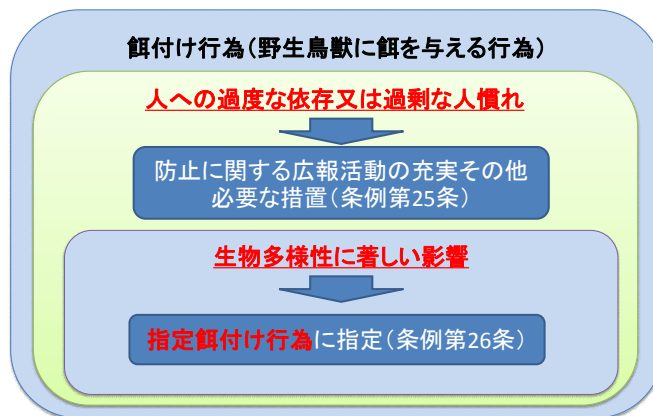 餌付け行為(野生鳥獣に餌を与える行為)
人への過度な依存又は過剰な人慣れ
防止に関する広報活動の充実その他
必要な措置(条例第25条)
生物多様性に著しい影響
指定餌付け行為に指定(条例第26条)